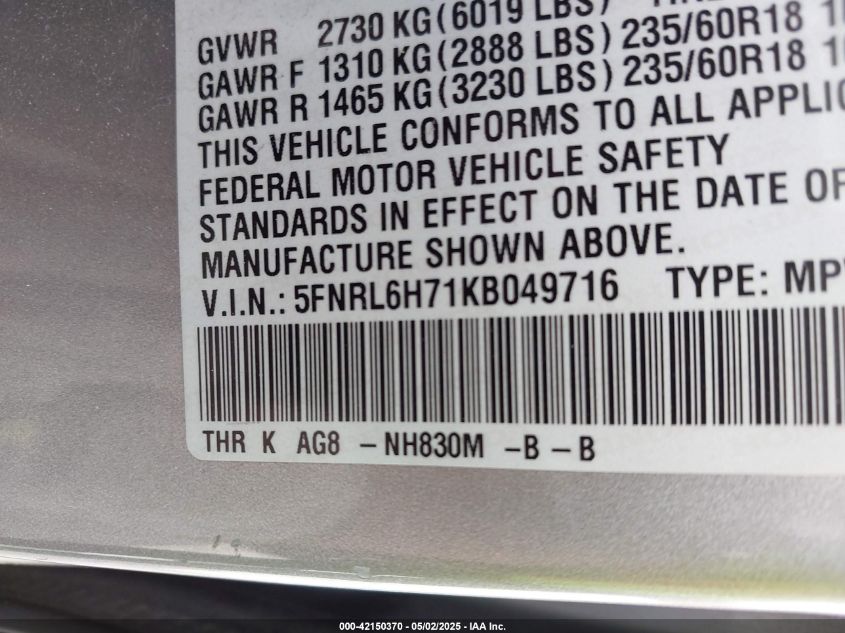 GVWR 2730 KG(6019 LBS)
GAWR F 1310 KG(2888 LBS) 235/60R18
GAWR R 1465 KG(3230 LBS) 235/60R18
THIS VEHICLE CONFORMS TO ALL
FEDERAL MOTOR VEHICLE SAFETY
STANDARDS IN EFFECT ON THE DATE OF
MANUFACTURE SHOWN ABOVE.
V.I.N.: 5FNRL6H71KB049716 TYPE: MP
THR K AG8 -NH830M -B -B
000-42150370 - 05/02/2025 - IAA Inc.